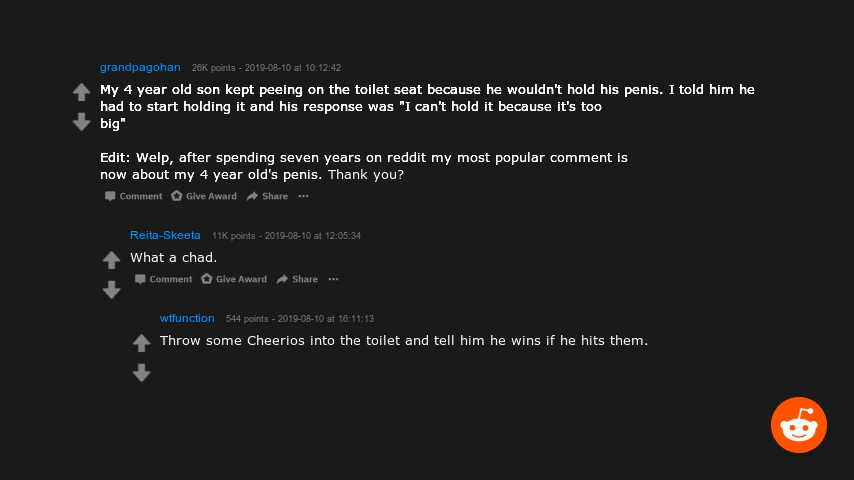 grandpagohan 26K points - 2019-08-10 at 10:12:42
My 4 year old son kept peeing on the toilet seat because he wouldn't hold his penis. I told him he
had to start holding it and his response was "I can't hold it because it's too
big"
Edit: Welp, after spending seven years on reddit my most popular comment is
now about my 4 year old's penis. Thank you?
Comment Give Award Share ···
Reita-Skeeta 11K points - 2019-08-10 at 12:05:34
What a chad.
Comment Give Award Share ···
wtfunction 544 points - 2019-08-10 at 16:11:13
Throw some Cheerios into the toilet and tell him he wins if he hits them.